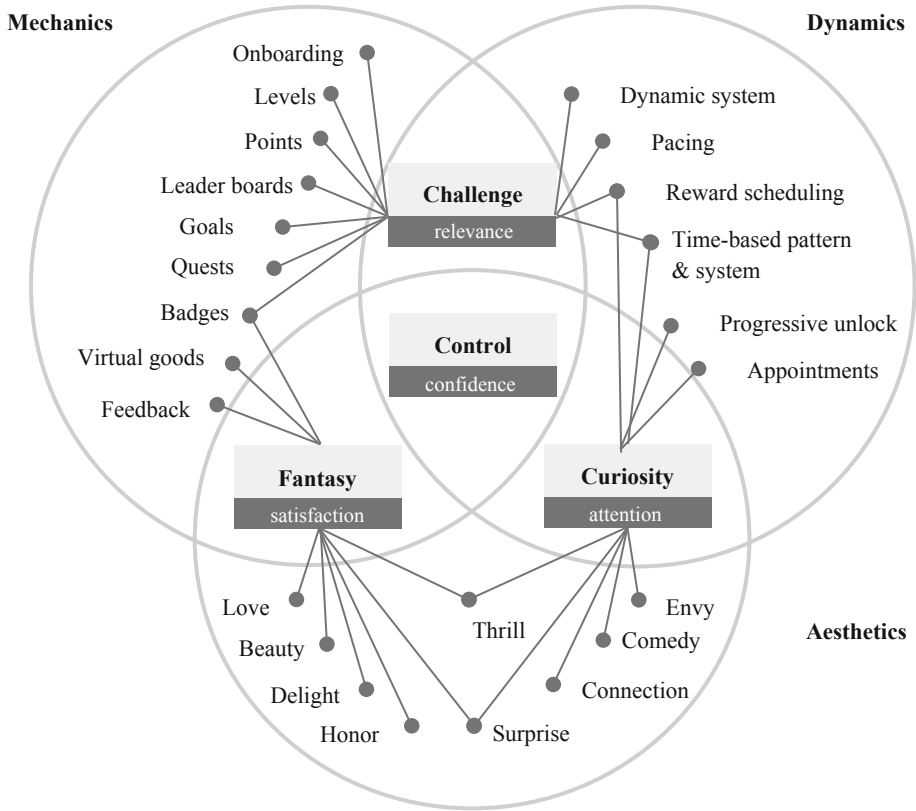 Mechanics
Dynamics
Onboarding
Levels
Points
Leader boards
Goals
Quests
Badges
Virtual goods
Feedback
Dynamic system
Pacing
Reward scheduling
Time-based pattern
& system
Progressive unlock
Appointments
Challenge
relevance
Control
confidence
Fantasy
satisfaction
Curiosity
attention
Love
Beauty
Delight
Honor
Thrill
Surprise
Envy
Comedy
Connection
Aesthetics